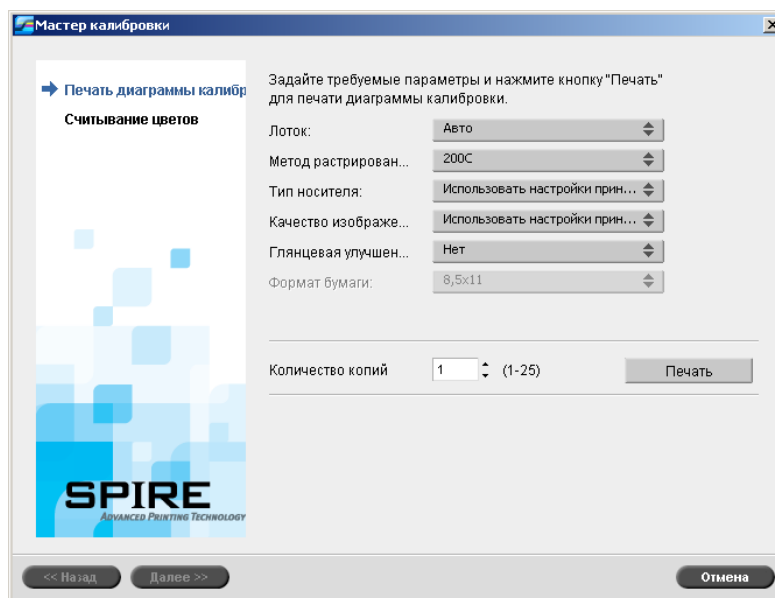 Мастер калибровки
Печать диаграммы калибр
Считывание цветов
Задайте требуемые параметры и нажмите кнопку "Печать"
для печати диаграммы калибровки.
Лоток: Авто
Метод растрирован... 200C
Тип носителя: Использовать настройки прин...
Качество изображе... Использовать настройки прин...
Глянцевая улучшен... Нет
Формат бумаги: 8,5x11
Количество копий 1 (1-25) Печать
SPIRE
ADVANCED PRINTING TECHNOLOGY
<< Назад Далее >> Отмена